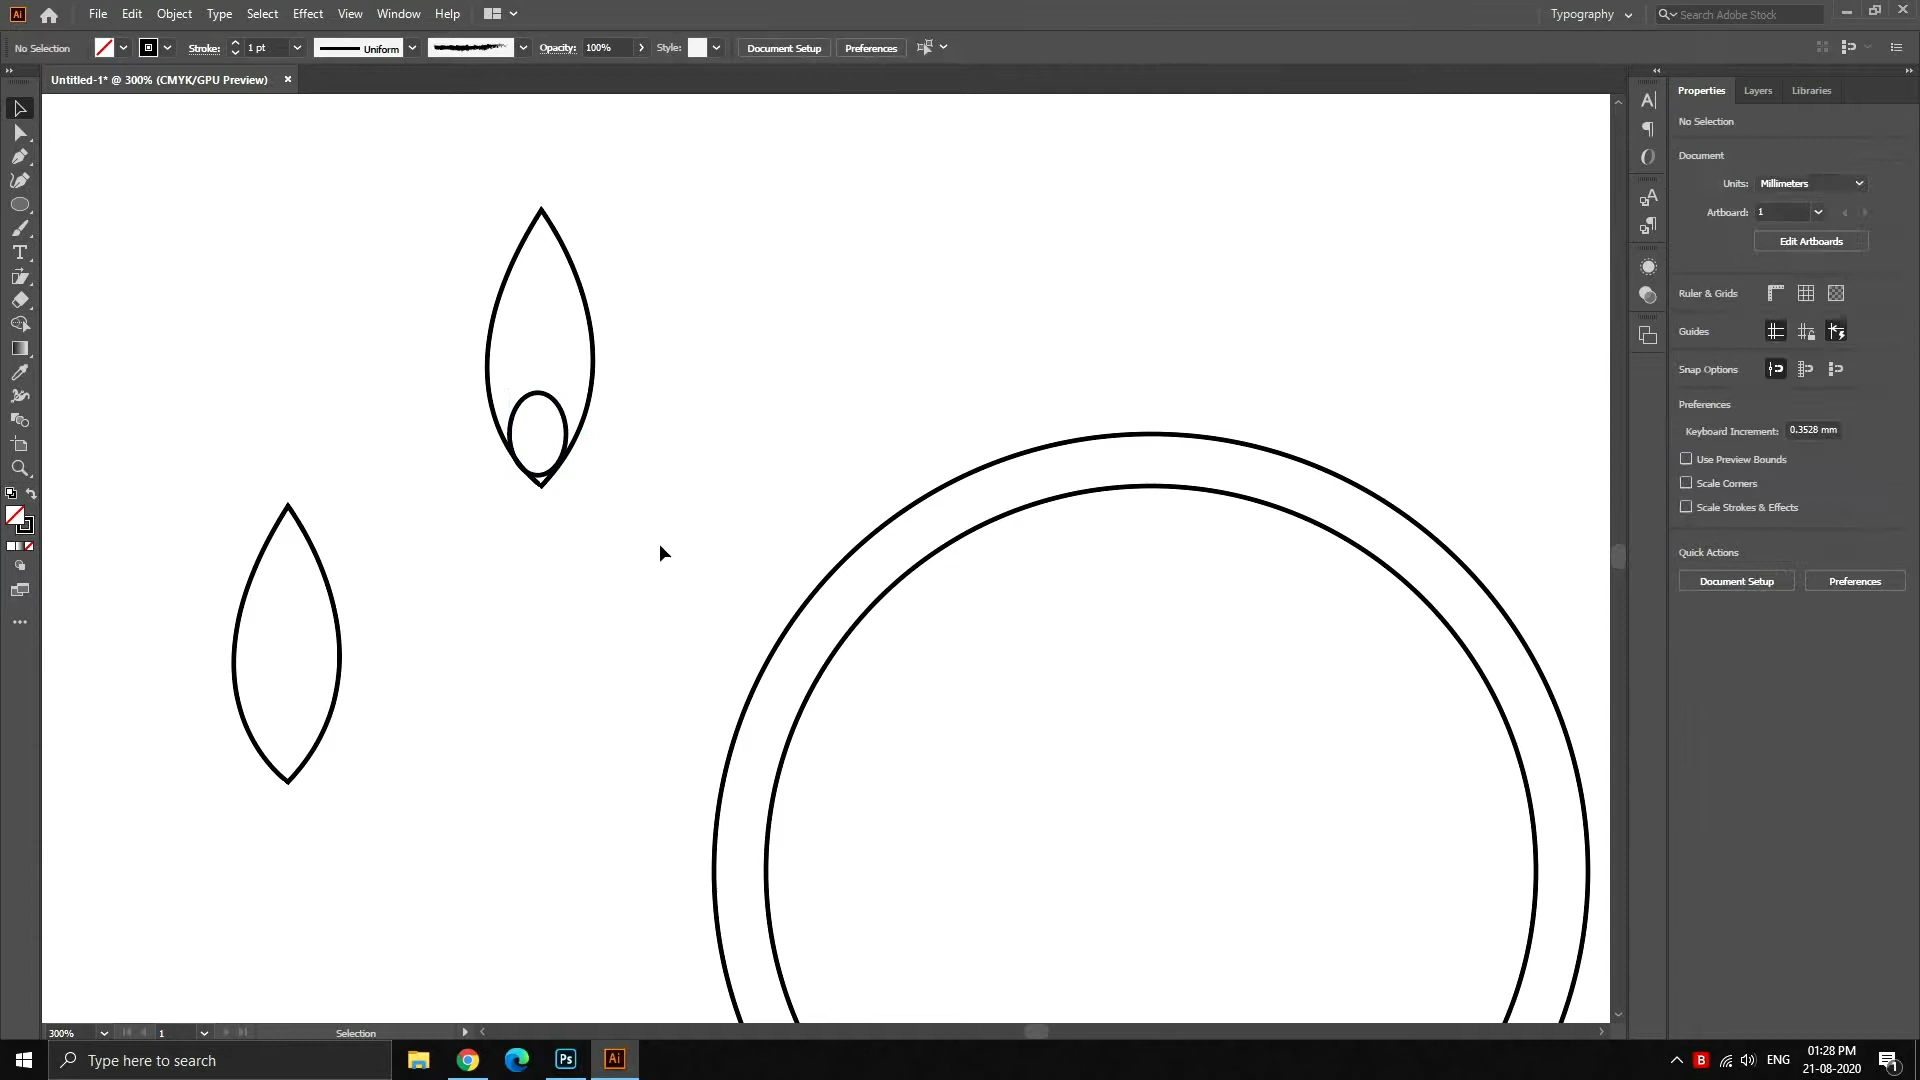 Ai File Edit Object Type Select Effect View Window Help Typography Search Adobe Stock
No Selection Stroke: 1 pt Uniform Opacity: 100% Style: Document Setup Preferences
Untitled-1* @ 300% (CMYK/GPU Preview) ×
Properties Layers Libraries
No Selection
Document
Units: Millimeters
Artboard: 1
Edit Artboards
Ruler & Grids
Guides
Snap Options
Preferences
Keyboard Increment: 0.3528 mm
Use Preview Bounds
Scale Corners
Scale Strokes & Effects
Quick Actions
Document Setup Preferences
300% 1 Selection
Type here to search Ps Ai B ENG 01:28 PM
21-08-2020 1